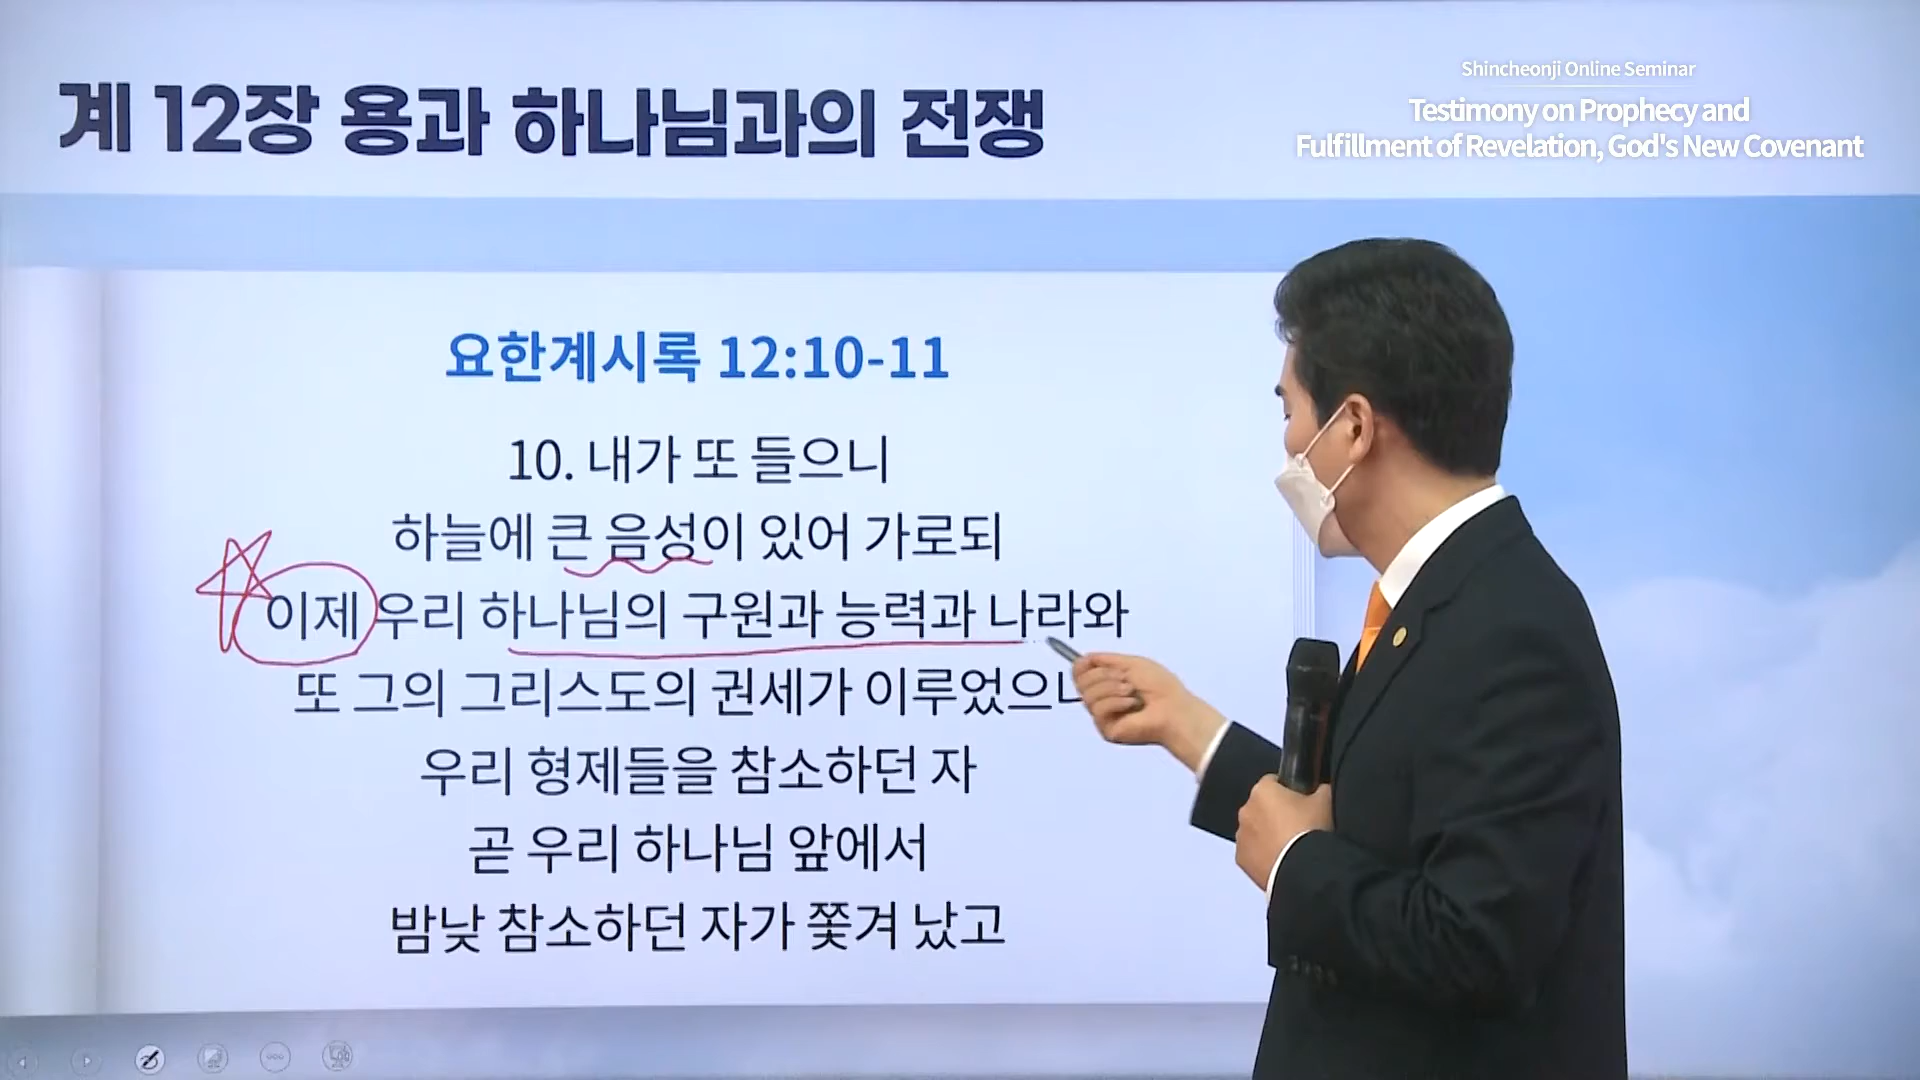 계 12장 용과 하나님과의 전쟁
Shincheonji Online Seminar
Testimony on Prophecy and
Fulfillment of Revelation, God's New Covenant
요한계시록 12:10-11
10. 내가 또 들으니
하늘에 큰 음성이 있어 가로되
이제 우리 하나님의 구원과 능력과 나라와
또 그의 그리스도의 권세가 이루었으니
우리 형제들을 참소하던 자
곧 우리 하나님 앞에서
밤낮 참소하던 자가 쫓겨 났고